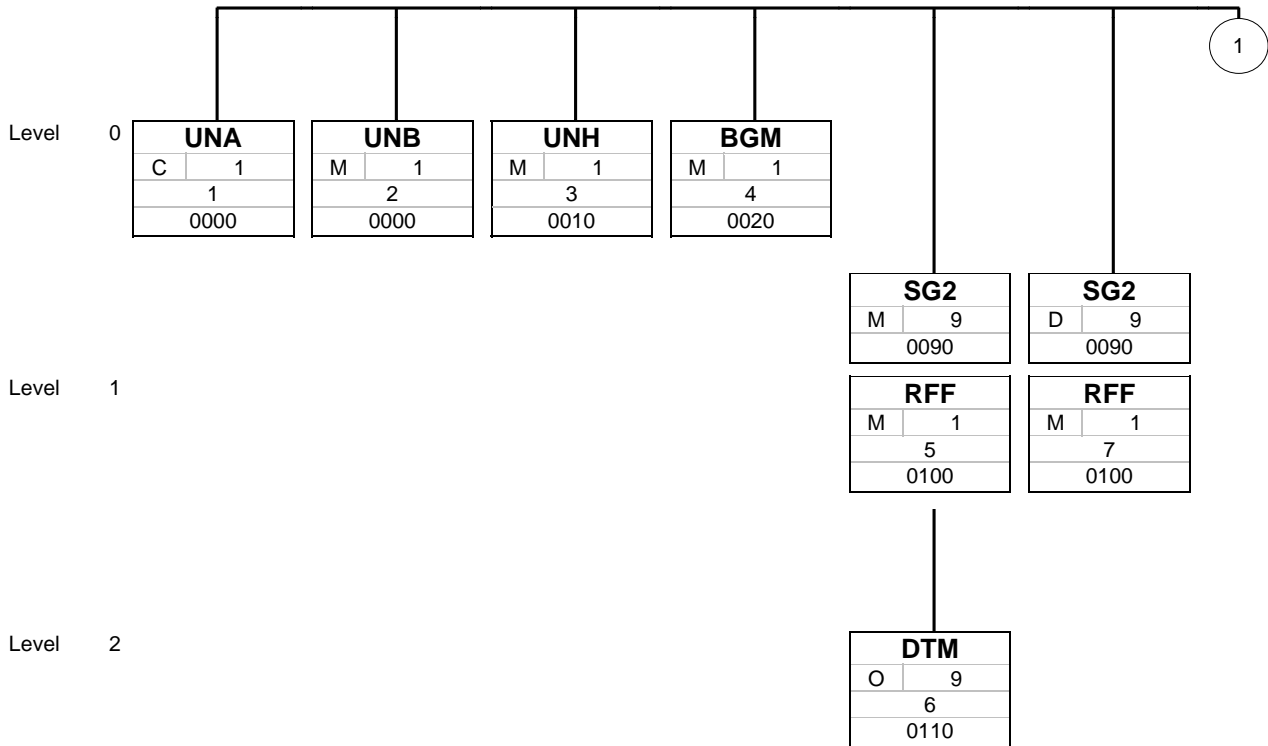 1
Level 0
UNA UNB UNH BGM
C 1 M 1 M 1 M 1
1 2 3 4
0000 0000 0010 0020
SG2 SG2
M 9 D 9
0090 0090
Level 1
RFF RFF
M 1 M 1
5 7
0100 0100
Level 2
DTM
O 9
6
0110